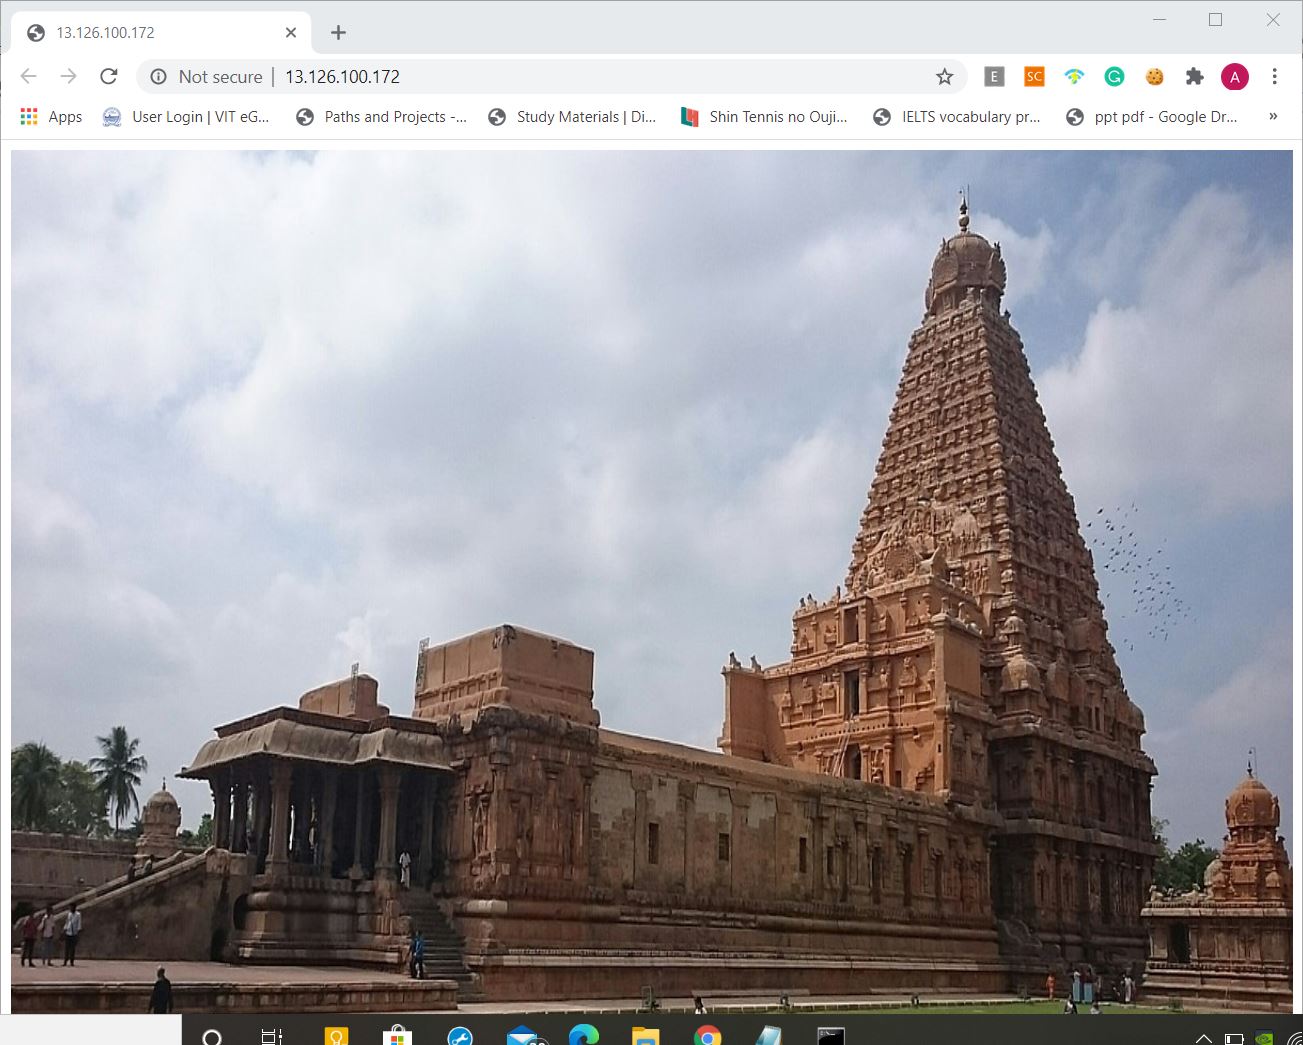 13.126.100.172
Not secure | 13.126.100.172
E
SC
A
Apps
User Login | VIT eG...
Paths and Projects -...
Study Materials | Di...
Shin Tennis no Ouji...
IELTS vocabulary pr...
ppt pdf - Google Dr...
»